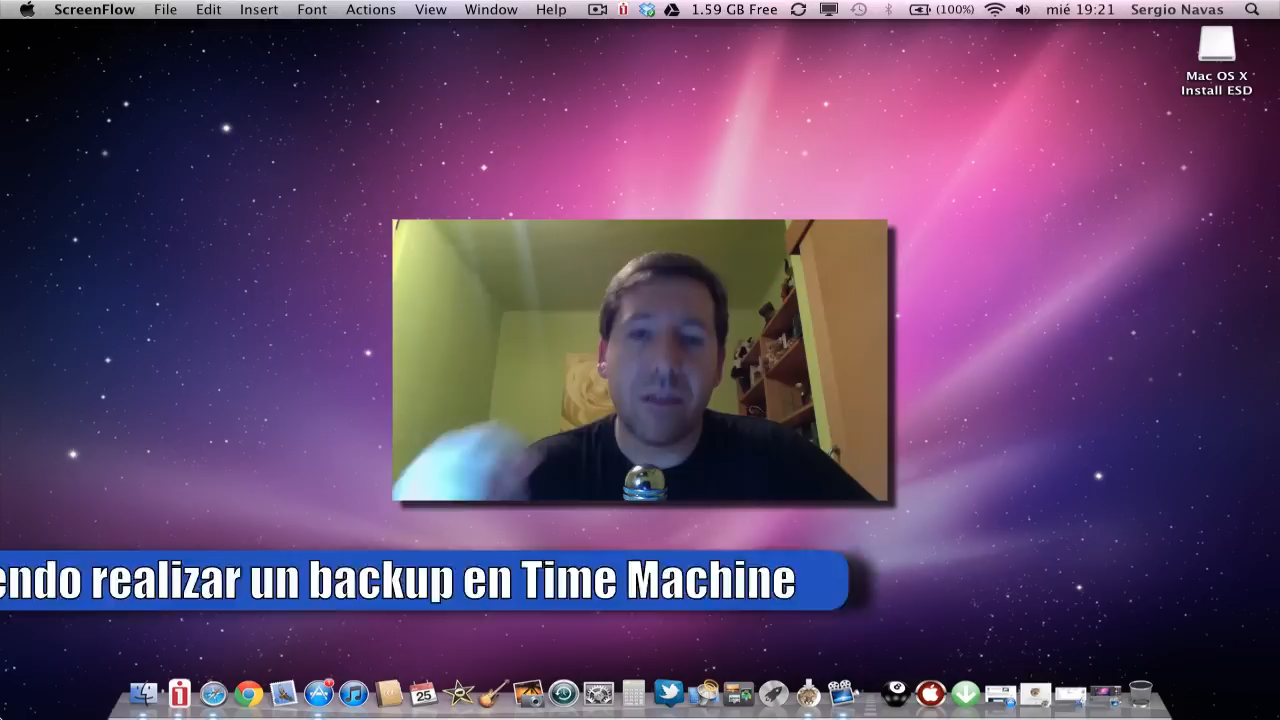 ScreenFlow File Edit Insert Font Actions View Window Help 1.59 GB Free (100%) mié 19:21 Sergio Navas
Mac OS X
Install ESD
endo realizar un backup en Time Machine
25